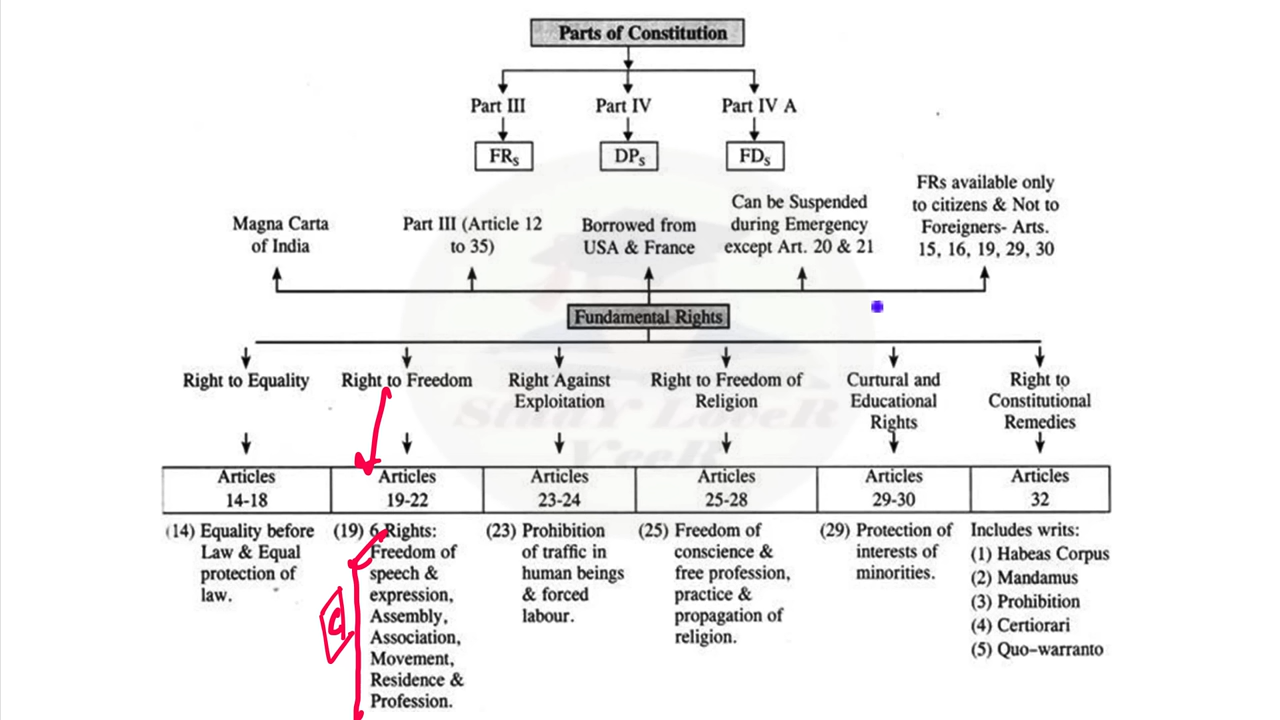 Parts of Constitution
Part III
Part IV
Part IV A
FRs
DPs
FDs
Magna Carta
of India
Part III (Article 12
to 35)
Borrowed from
USA & France
Can be Suspended
during Emergency
except Art. 20 & 21
FRs available only
to citizens & Not to
Foreigners- Arts.
15, 16, 19, 29, 30
Fundamental Rights
Right to Equality
Right to Freedom
Right Against
Exploitation
Right to Freedom of
Religion
Curtural and
Educational
Rights
Right to
Constitutional
Remedies
Study Lover
Veer
Articles
14-18
Articles
19-22
Articles
23-24
Articles
25-28
Articles
29-30
Articles
32
(14) Equality before
Law & Equal
protection of
law.
(19) 6 Rights:
Freedom of
speech &
expression,
Assembly,
Association,
Movement,
Residence &
Profession.
(23) Prohibition
of traffic in
human beings
& forced
labour.
(25) Freedom of
conscience &
free profession,
practice &
propagation of
religion.
(29) Protection of
interests of
minorities.
Includes writs:
(1) Habeas Corpus
(2) Mandamus
(3) Prohibition
(4) Certiorari
(5) Quo–warranto